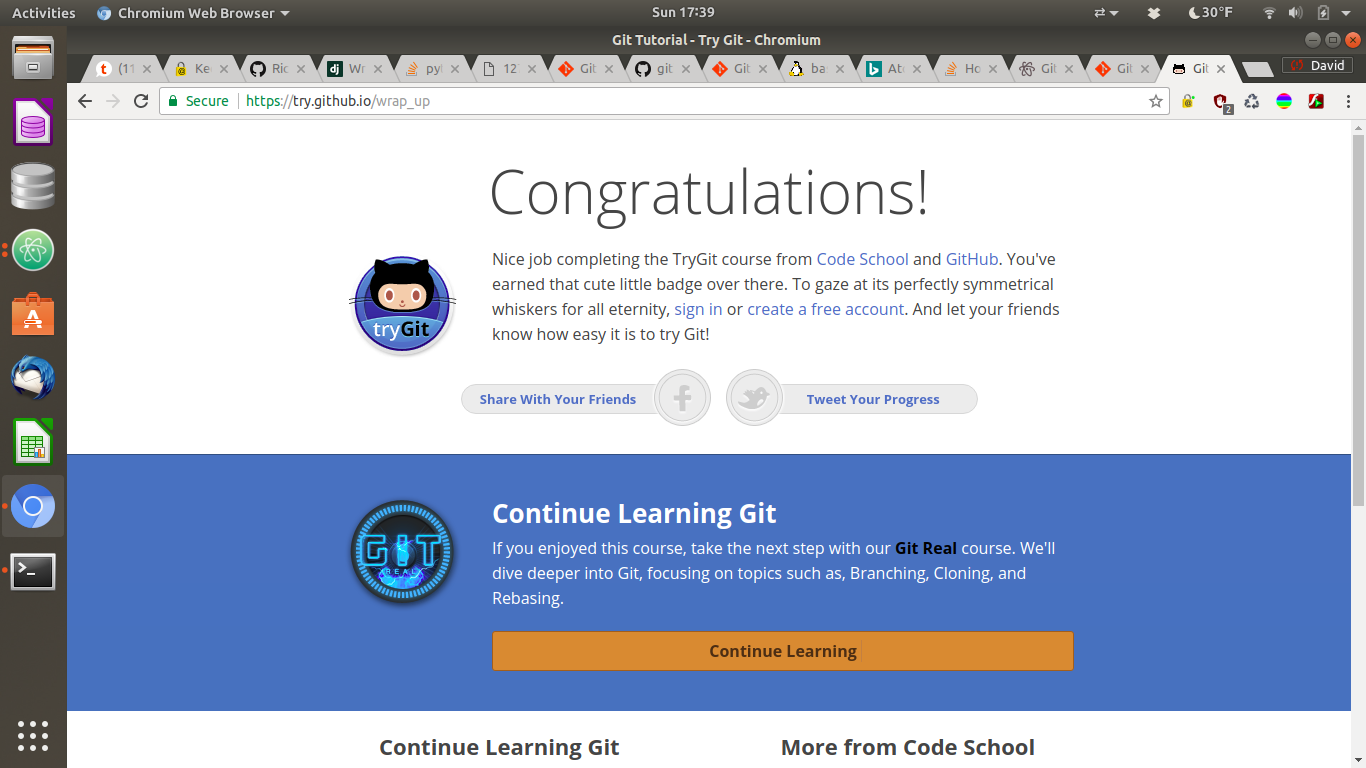 Activities Chromium Web Browser Sun 17:39 30°F
Git Tutorial - Try Git - Chromium
(11 Ke Ric Wr pyt 12 Git git Git ba At Ho Git Git Git David
Secure https://try.github.io/wrap_up 2
Congratulations!
Nice job completing the TryGit course from Code School and GitHub. You've
earned that cute little badge over there. To gaze at its perfectly symmetrical
whiskers for all eternity, sign in or create a free account. And let your friends
know how easy it is to try Git!
tryGit
Share With Your Friends Tweet Your Progress
Continue Learning Git
If you enjoyed this course, take the next step with our Git Real course. We'll
dive deeper into Git, focusing on topics such as, Branching, Cloning, and
Rebasing.
GIT
REAL
Continue Learning
Continue Learning Git More from Code School